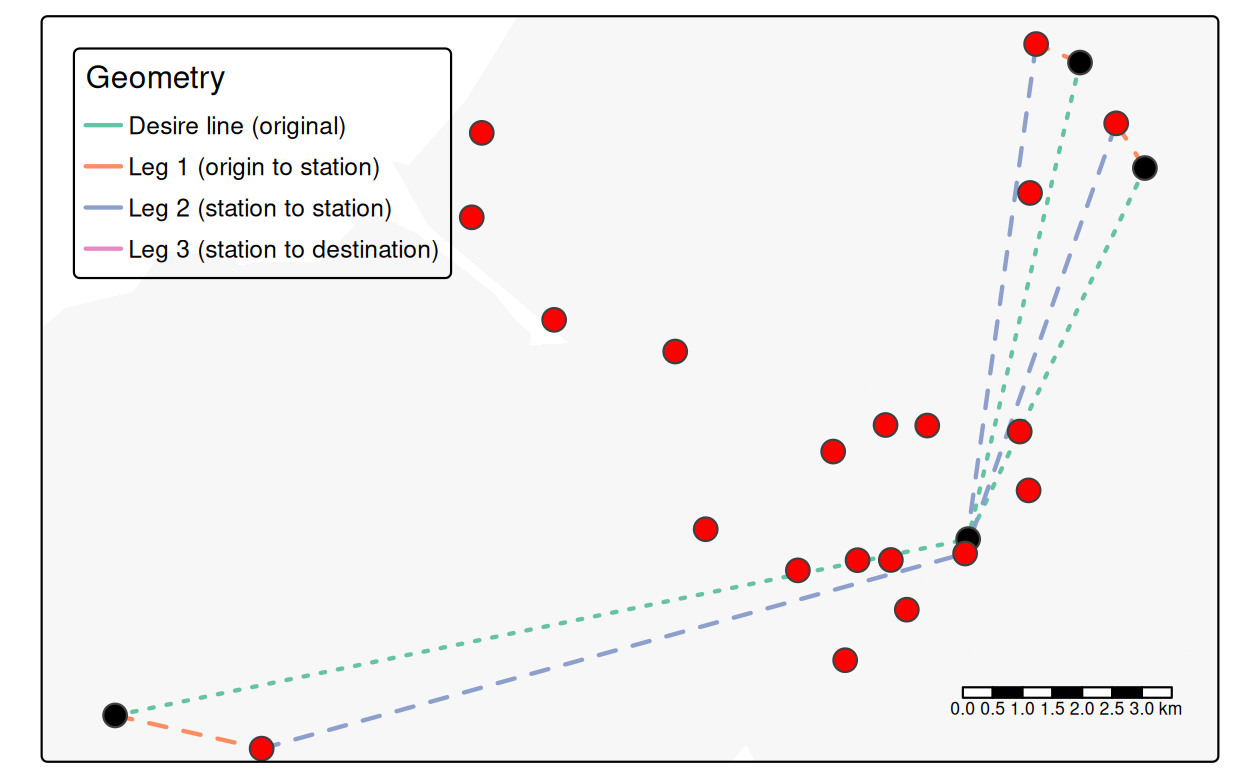 Geometry
Desire line (original)
Leg 1 (origin to station)
Leg 2 (station to station)
Leg 3 (station to destination)
0.0 0.5 1.0 1.5 2.0 2.5 3.0 km